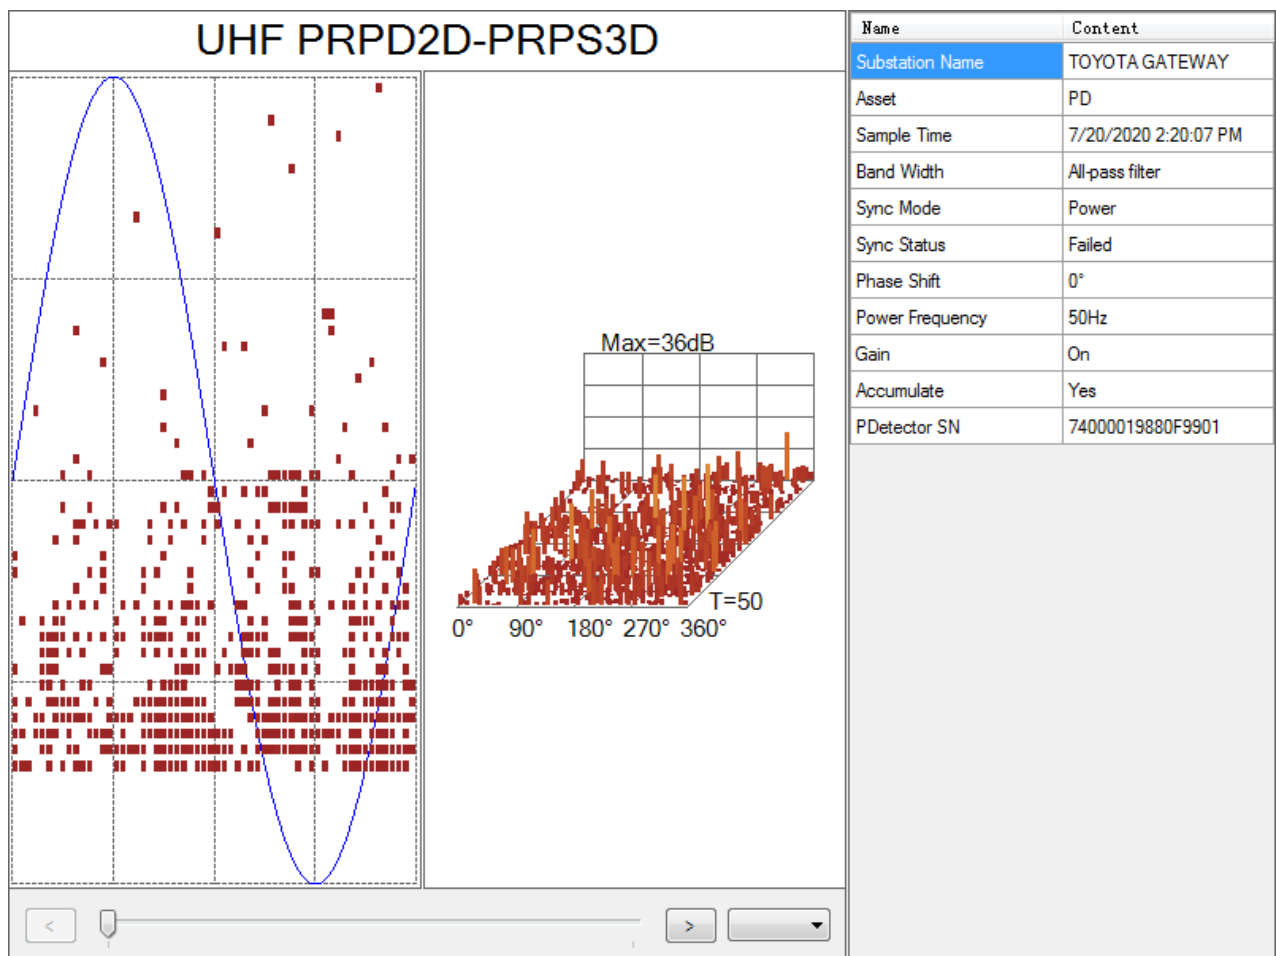 UHF PRPD2D-PRPS3D
Max=36dB
T=50
0° 90° 180° 270° 360°
<
>
Name Content
Substation Name TOYOTA GATEWAY
Asset PD
Sample Time 7/20/2020 2:20:07 PM
Band Width All-pass filter
Sync Mode Power
Sync Status Failed
Phase Shift 0°
Power Frequency 50Hz
Gain On
Accumulate Yes
PDetector SN 74000019880F9901